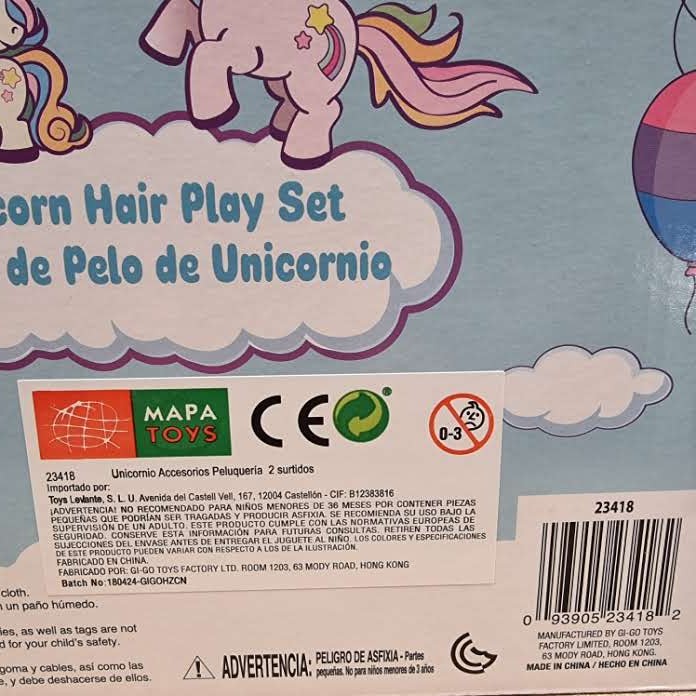 corn Hair Play Set
de Pelo de Unicornio
MAPA
TOYS
CE
0-3
23418 Unicornio Accesorios Peluquería 2 surtidos
Importado por:
Toys Levante, S. L. U. Avenida del Castell Vell, 167, 12004 Castellón - CIF: B12383816
¡ADVERTENCIA! NO RECOMENDADO PARA NIÑOS MENORES DE 36 MESES POR CONTENER PIEZAS
PEQUEÑAS QUE PODRÍAN SER TRAGADAS Y PRODUCIR ASFIXIA. SE RECOMIENDA SU USO BAJO LA
SUPERVISIÓN DE UN ADULTO. ESTE PRODUCTO CUMPLE CON LAS NORMATIVAS EUROPEAS DE
SEGURIDAD. CONSERVE ESTA INFORMACIÓN PARA FUTURAS CONSULTAS. RETIREN TODAS LAS
SUJECCIONES DEL ENVASE ANTES DE ENTREGAR EL JUGUETE AL NIÑO. LOS COLORES Y ESPECIFICACIONES
DE ESTE PRODUCTO PUEDEN VARIAR CON RESPECTO A LOS DE LA ILUSTRACIÓN.
FABRICADO EN CHINA.
FABRICADO POR: GI-GO TOYS FACTORY LTD. ROOM 1203, 63 MODY ROAD, HONG KONG
Batch No:180424-GIGOHZCN
23418
0 93905 23418 2
MANUFACTURED BY GI-GO TOYS
FACTORY LIMITED, ROOM 1203,
63 MODY ROAD, HONG KONG.
MADE IN CHINA / HECHO EN CHINA
cloth.
n un paño húmedo.
ies, as well as tags are not
d for your child's safety.
goma y cables, así como las
e, y debe deshacerse de ellos.
ADVERTENCIA. PELIGRO DE ASFIXIA - Partes
pequeñas. No para niños menores de 3 años